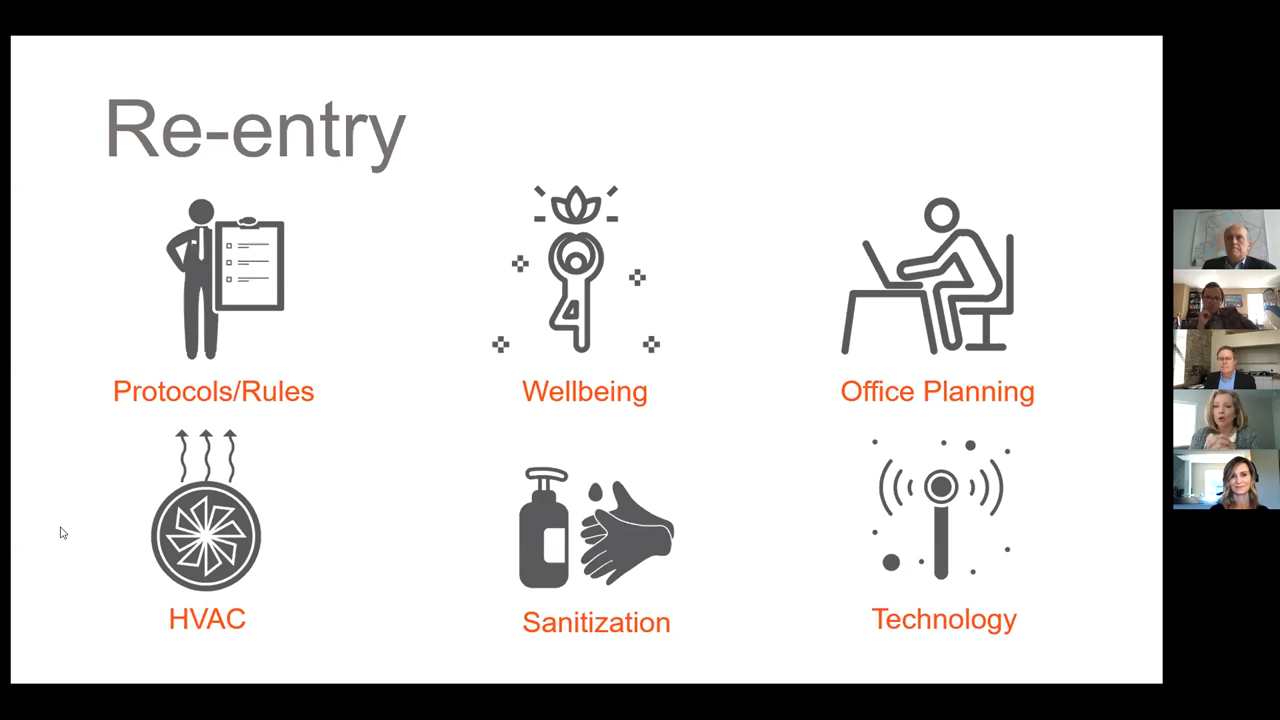 Re-entry
Protocols/Rules
Wellbeing
Office Planning
HVAC
Sanitization
Technology